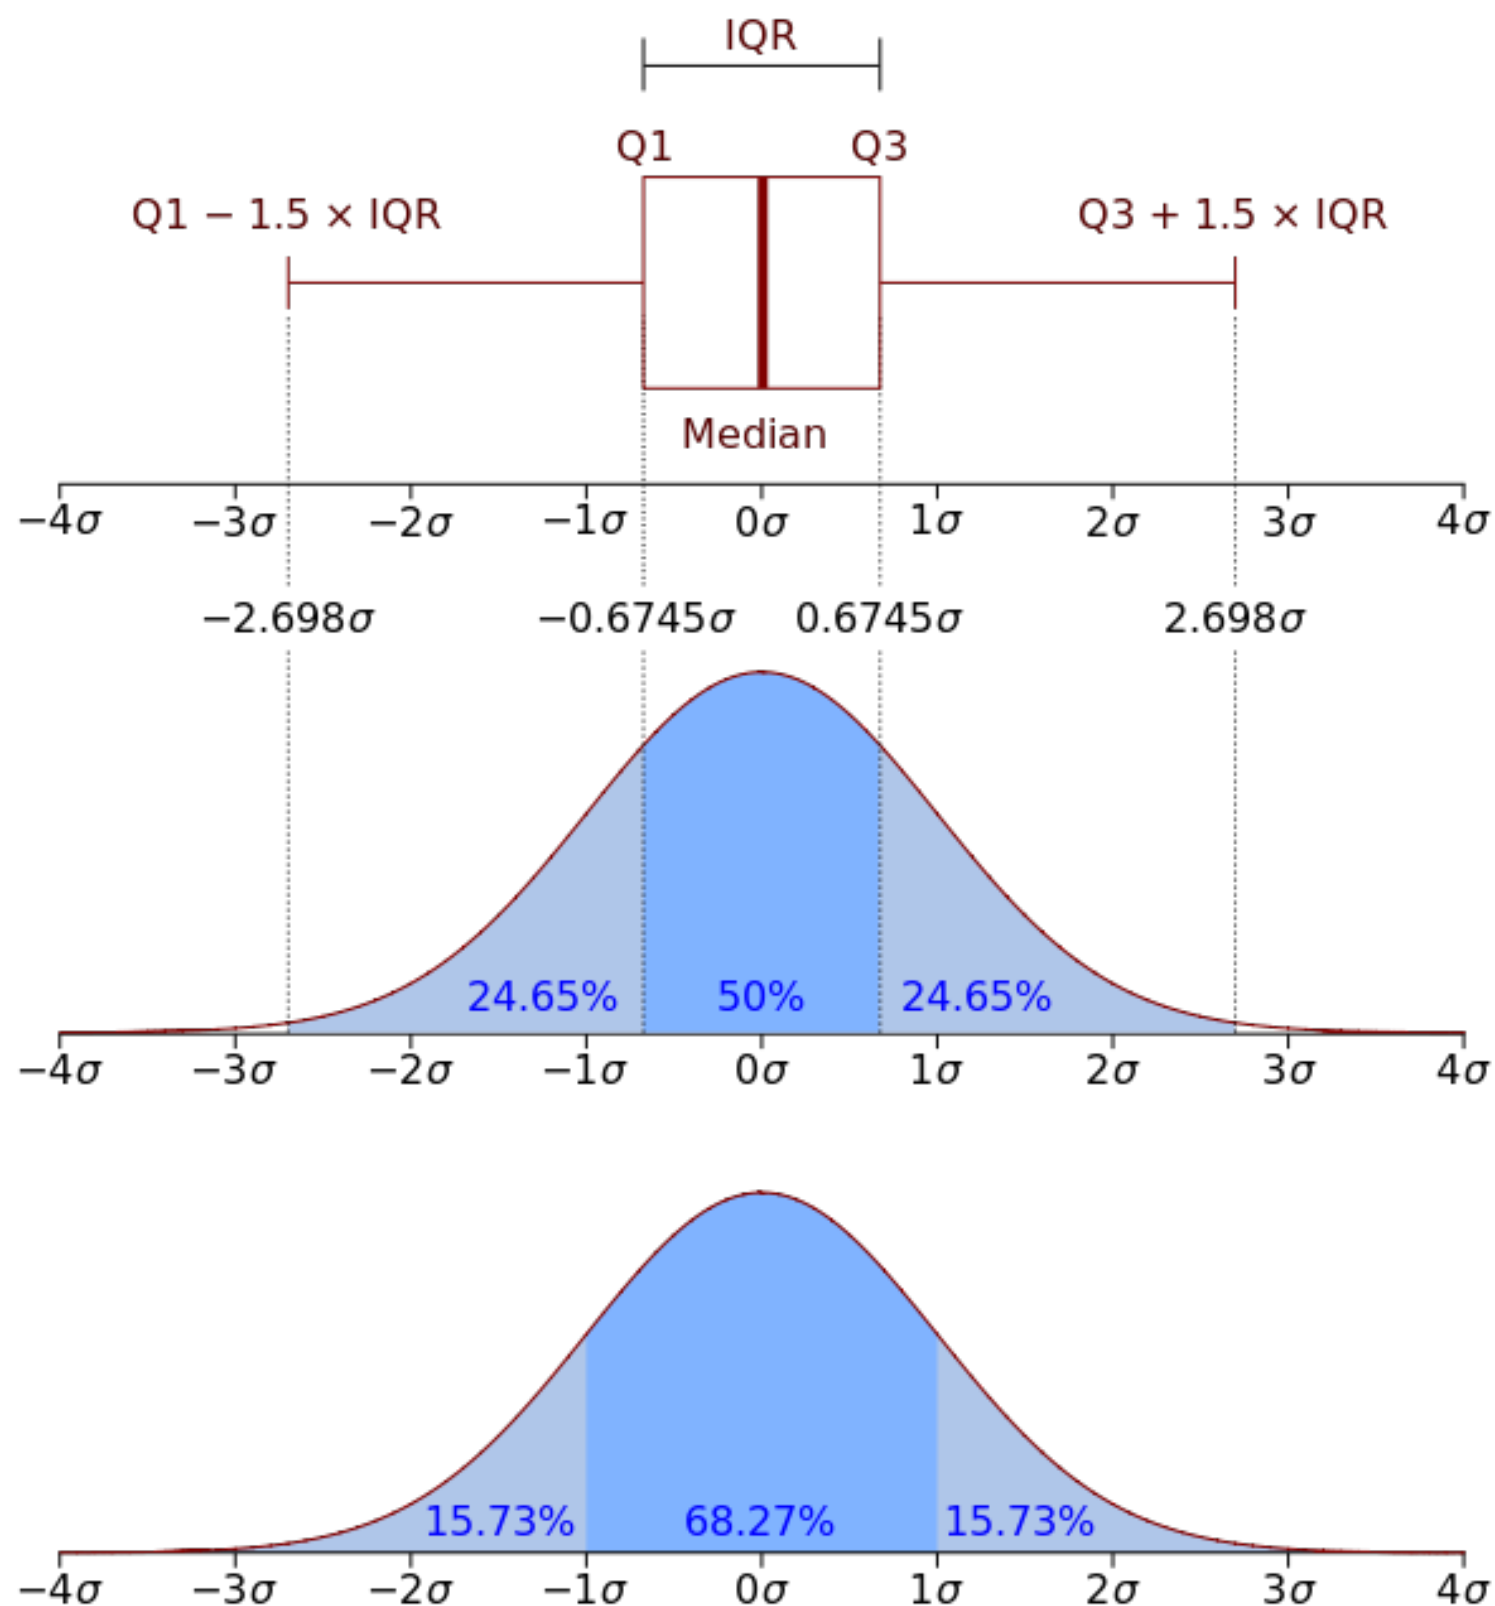 IQR
Q1 Q3
Q1 − 1.5 × IQR Q3 + 1.5 × IQR
Median
−4σ −3σ −2σ −1σ 0σ 1σ 2σ 3σ 4σ
−2.698σ −0.6745σ 0.6745σ 2.698σ
24.65% 50% 24.65%
−4σ −3σ −2σ −1σ 0σ 1σ 2σ 3σ 4σ
15.73% 68.27% 15.73%
−4σ −3σ −2σ −1σ 0σ 1σ 2σ 3σ 4σ